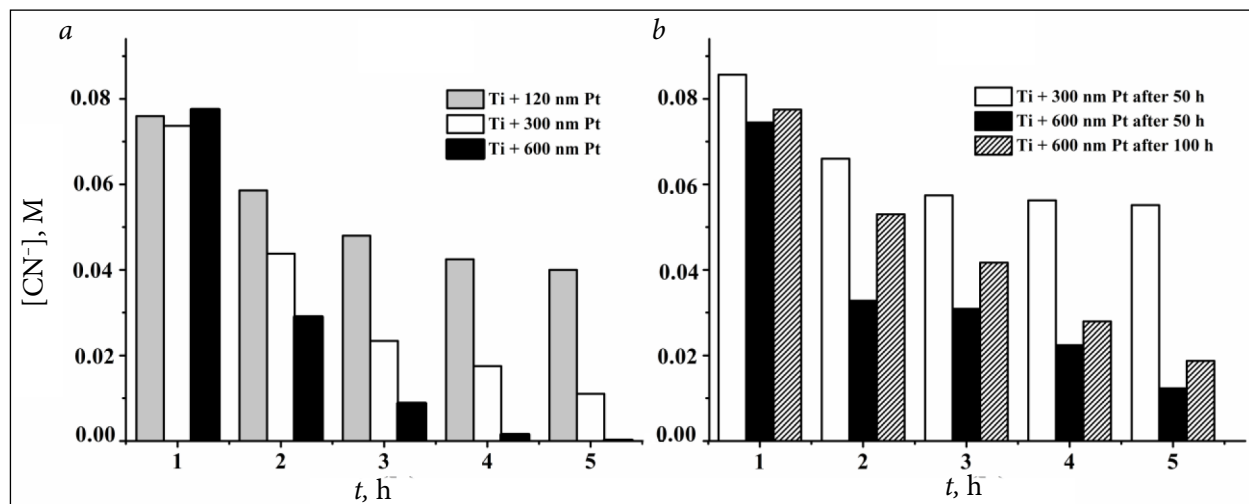 a
b
0.08
0.06
0.04
0.02
0.00
[CN⁻], M
Ti + 120 nm Pt
Ti + 300 nm Pt
Ti + 600 nm Pt
1 2 3 4 5
t, h
0.08
0.06
0.04
0.02
0.00
Ti + 300 nm Pt after 50 h
Ti + 600 nm Pt after 50 h
Ti + 600 nm Pt after 100 h
1 2 3 4 5
t, h